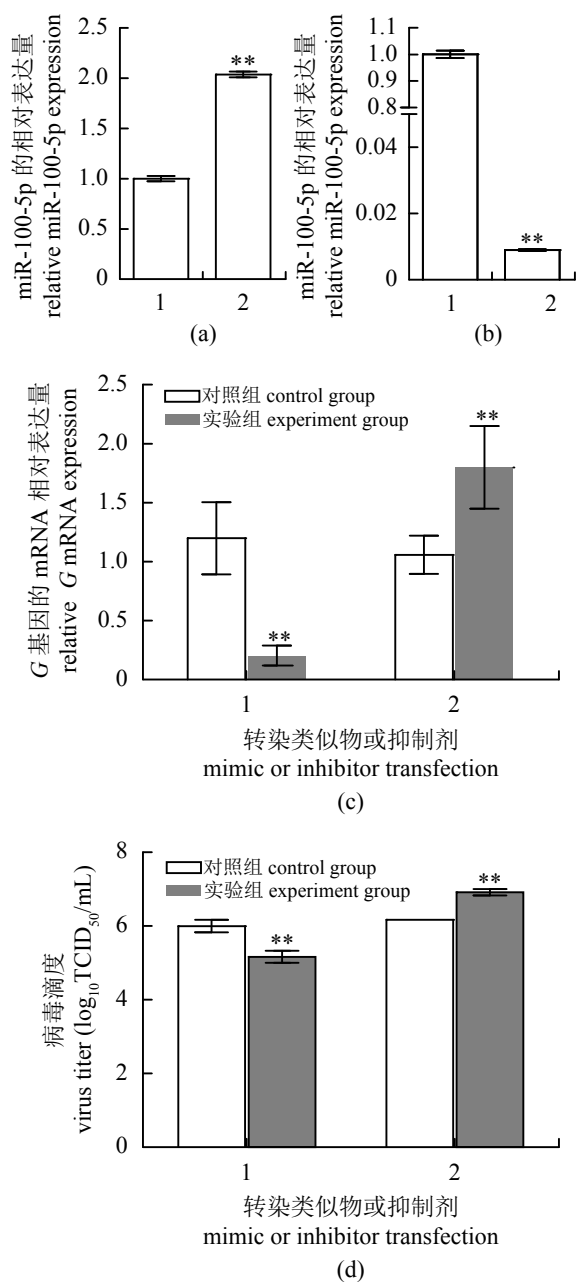 miR-100-5p 的相对表达量
relative miR-100-5p expression
2.5
2.0
1.5
1.0
0.5
0
**
1
2
(a)
miR-100-5p 的相对表达量
relative miR-100-5p expression
1.1
1.0
0.9
0.8
0.04
0.02
0
**
1
2
(b)
G 基因的 mRNA 相对表达量
relative G mRNA expression
2.5
2.0
1.5
1.0
0.5
0
对照组 control group
实验组 experiment group
**
**
1
2
转染类似物或抑制剂
mimic or inhibitor transfection
(c)
病毒滴度
virus titer (log₁₀TCID₅₀/mL)
8
6
4
2
0
对照组 control group
实验组 experiment group
**
**
1
2
转染类似物或抑制剂
mimic or inhibitor transfection
(d)